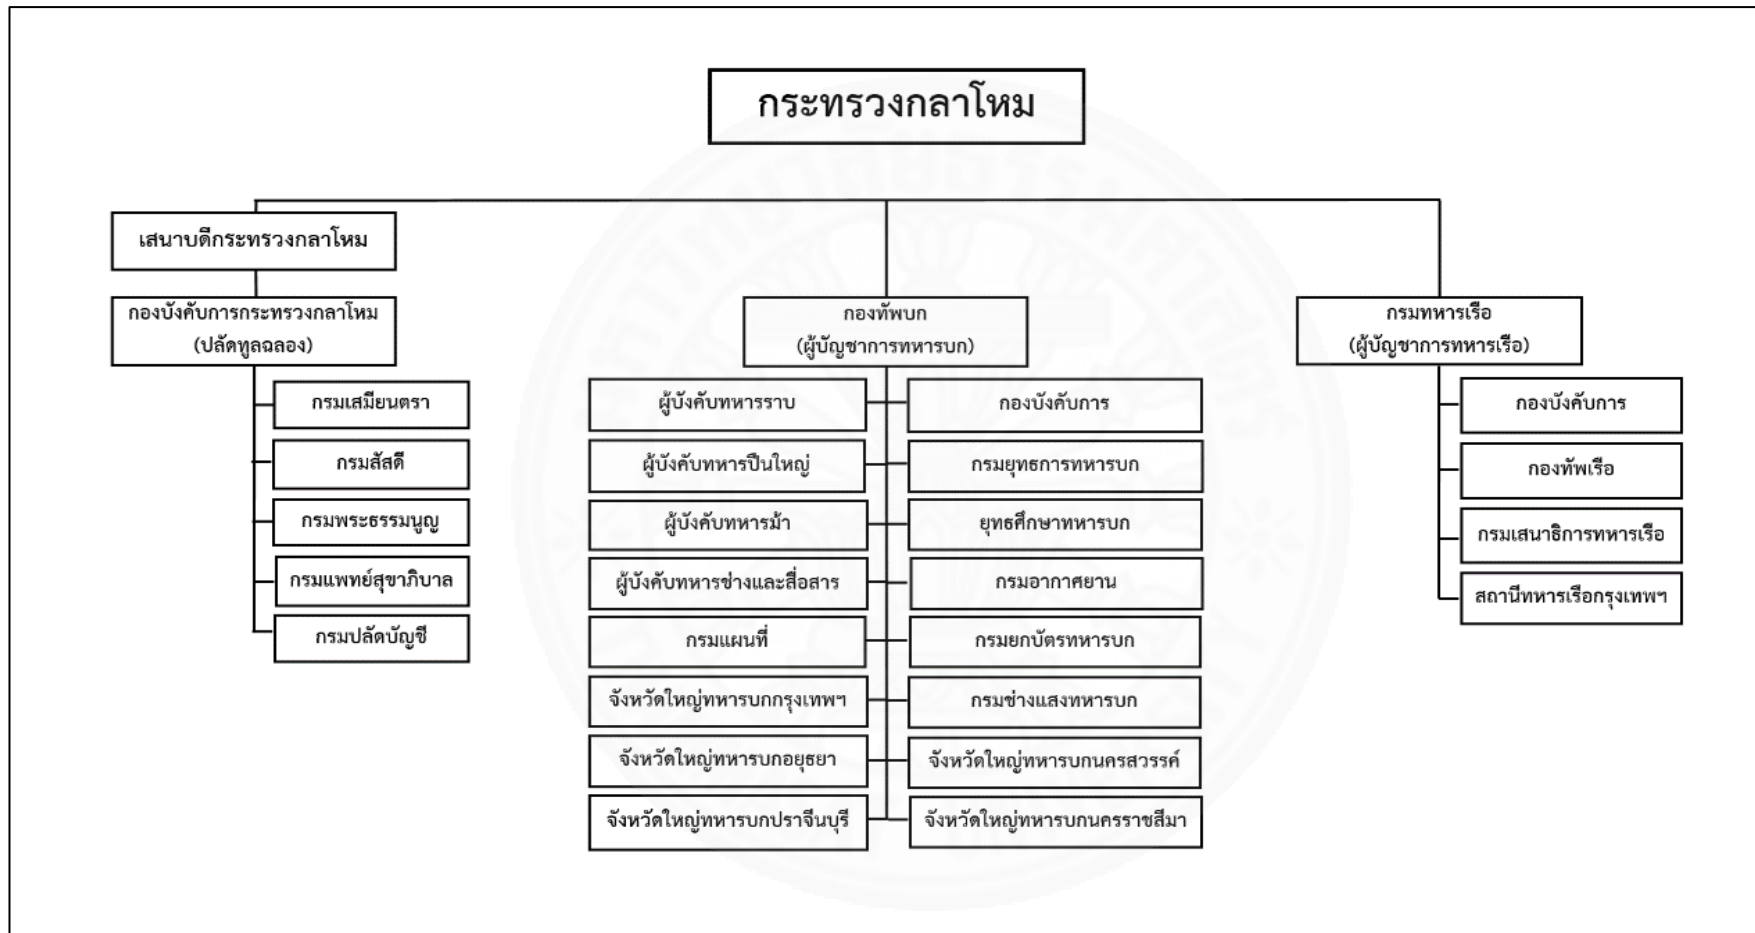 กระทรวงกลาโหม
เสนาบดีกระทรวงกลาโหม
กองบังคับการกระทรวงกลาโหม
(ปลัดทูลฉลอง)
กรมเสมียนตรา
กรมสัสดี
กรมพระธรรมนูญ
กรมแพทย์สุขาภิบาล
กรมปลัดบัญชี
กองทัพบก
(ผู้บัญชาการทหารบก)
ผู้บังคับทหารราบ
ผู้บังคับทหารปืนใหญ่
ผู้บังคับทหารม้า
ผู้บังคับทหารช่างและสื่อสาร
กรมแผนที่
จังหวัดใหญ่ทหารบกกรุงเทพฯ
จังหวัดใหญ่ทหารบกอยุธยา
จังหวัดใหญ่ทหารบกปราจีนบุรี
กองบังคับการ
กรมยุทธการทหารบก
ยุทธศึกษาทหารบก
กรมอากาศยาน
กรมยกบัตรทหารบก
กรมช่างแสงทหารบก
จังหวัดใหญ่ทหารบกนครสวรรค์
จังหวัดใหญ่ทหารบกนครราชสีมา
กรมทหารเรือ
(ผู้บัญชาการทหารเรือ)
กองบังคับการ
กองทัพเรือ
กรมเสนาธิการทหารเรือ
สถานีทหารเรือกรุงเทพฯ